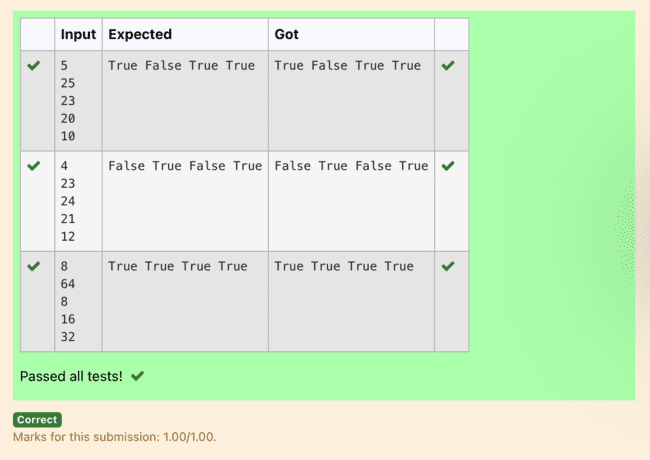 Input Expected Got
5 True False True True True False True True
25
23
20
10
4 False True False True False True False True
23
24
21
12
8 True True True True True True True True
64
8
16
32
Passed all tests!
Correct
Marks for this submission: 1.00/1.00.